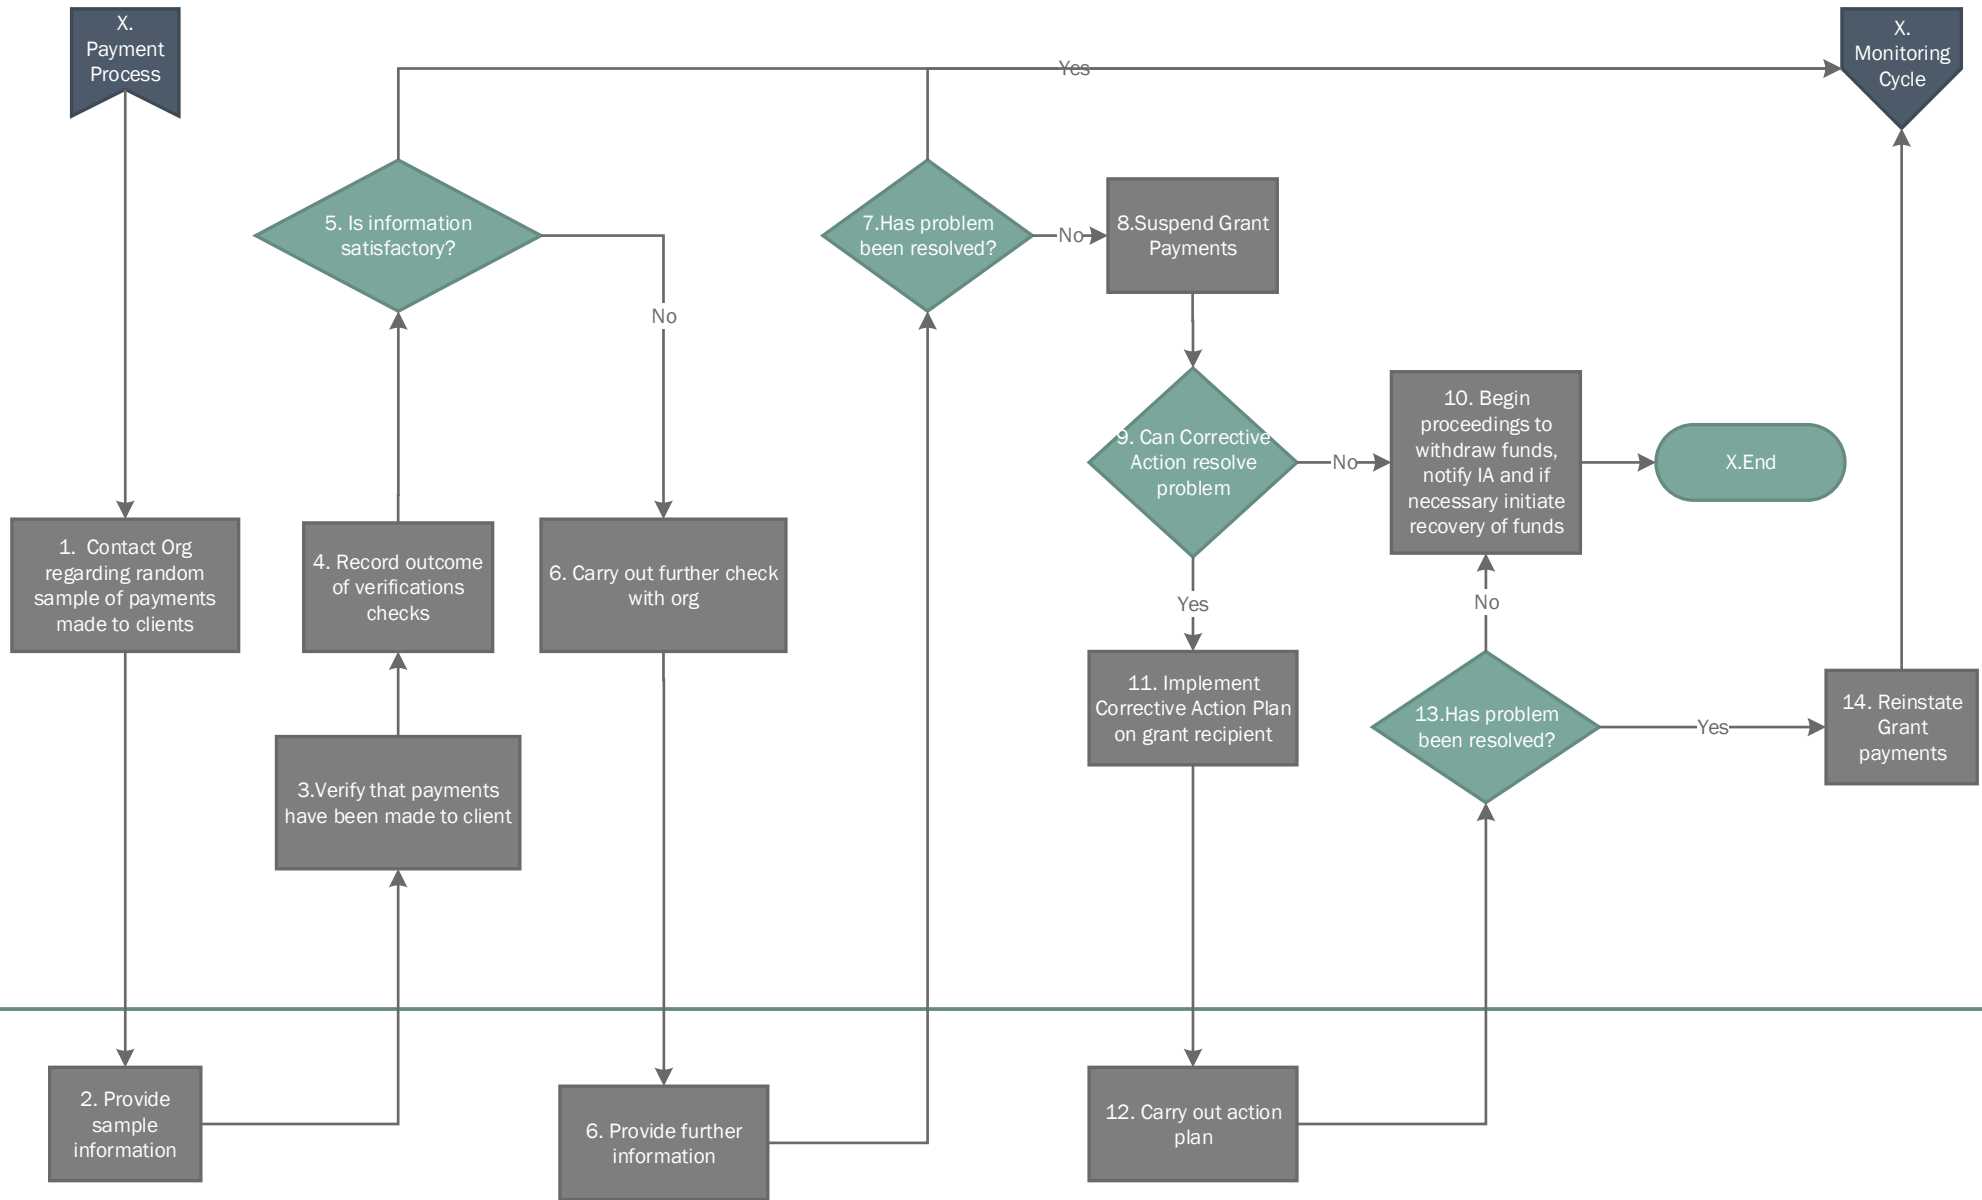 X.
Payment
Process
X.
Monitoring
Cycle
Yes
5. Is information
satisfactory?
7.Has problem
been resolved?
No
8.Suspend Grant
Payments
No
9. Can Corrective
Action resolve
problem
No
10. Begin
proceedings to
withdraw funds,
notify IA and if
necessary initiate
recovery of funds
X.End
1. Contact Org
regarding random
sample of payments
made to clients
4. Record outcome
of verifications
checks
6. Carry out further check
with org
Yes
No
11. Implement
Corrective Action Plan
on grant recipient
13.Has problem
been resolved?
Yes
14. Reinstate
Grant
payments
3.Verify that payments
have been made to client
2. Provide
sample
information
6. Provide further
information
12. Carry out action
plan